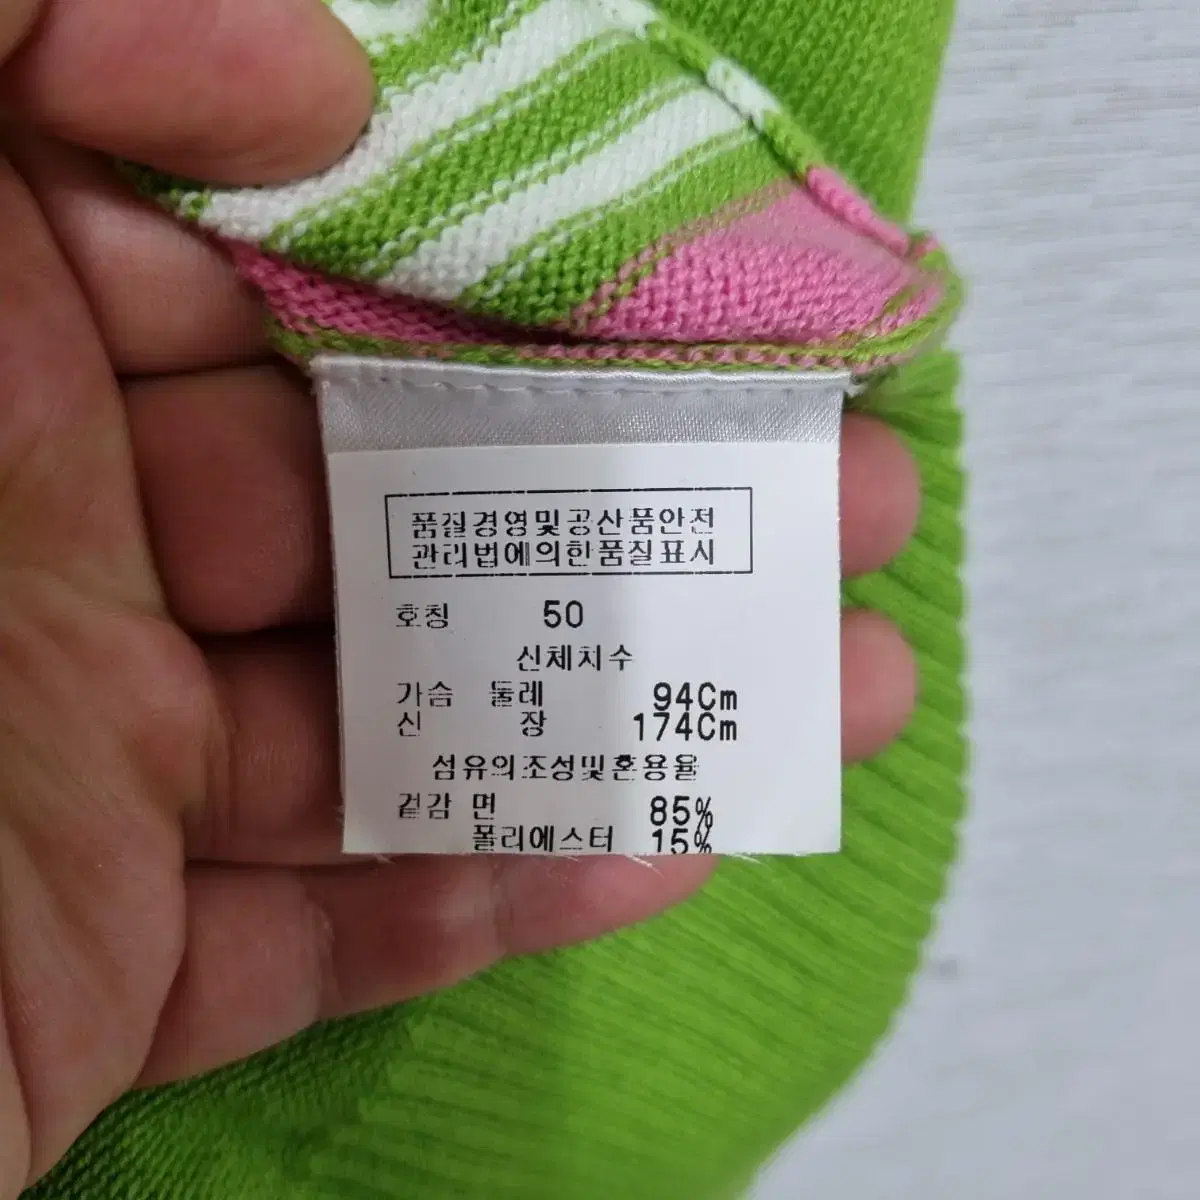 품질경영및공산품안전
관리법에의한품질표시
호칭 50
신체치수
가슴 둘레 94Cm
신 장 174Cm
섬유의조성및혼용율
겉감 면 85%
폴리에스터 15%